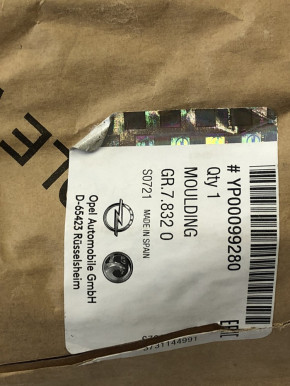 # YP00099280
Qty 1
MOULDING
GR.7.832 0
S0721 MADE IN SPAIN
Opel Automobile GmbH
D-65423 Rüsselsheim